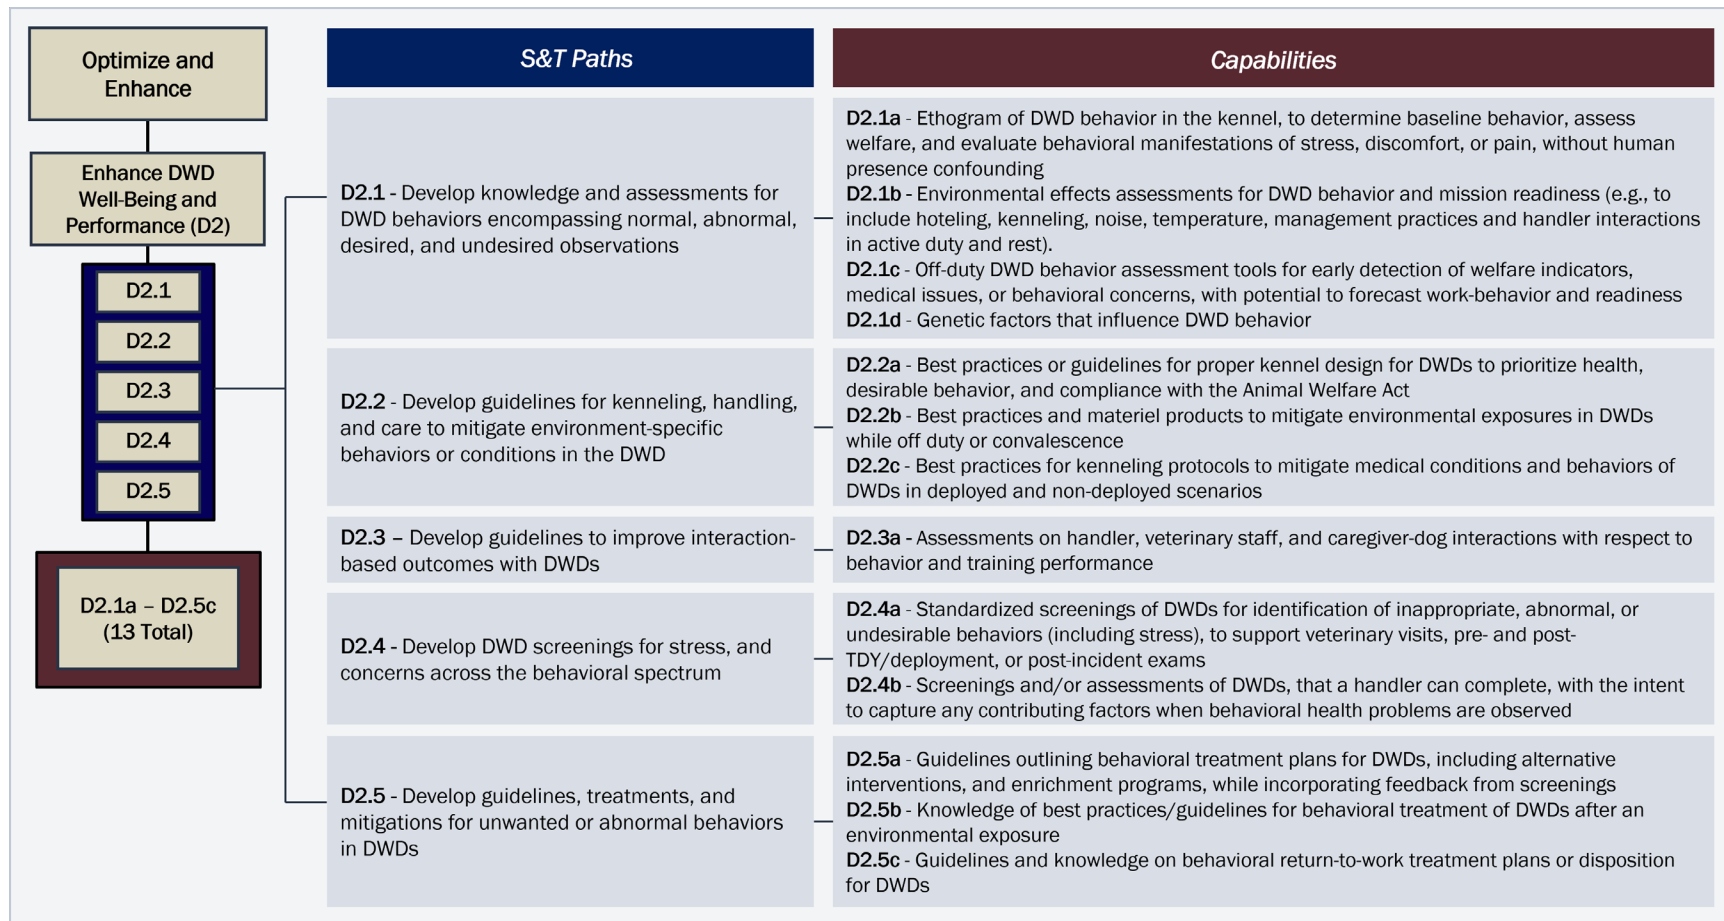 Optimize and
Enhance
Enhance DWD
Well-Being and
Performance (D2)
D2.1
D2.2
D2.3
D2.4
D2.5
D2.1a – D2.5c
(13 Total)
S&T Paths
Capabilities
D2.1 - Develop knowledge and assessments for
DWD behaviors encompassing normal, abnormal,
desired, and undesired observations
D2.1a - Ethogram of DWD behavior in the kennel, to determine baseline behavior, assess
welfare, and evaluate behavioral manifestations of stress, discomfort, or pain, without human
presence confounding
D2.1b - Environmental effects assessments for DWD behavior and mission readiness (e.g., to
include hoteling, kenneling, noise, temperature, management practices and handler interactions
in active duty and rest).
D2.1c - Off-duty DWD behavior assessment tools for early detection of welfare indicators,
medical issues, or behavioral concerns, with potential to forecast work-behavior and readiness
D2.1d - Genetic factors that influence DWD behavior
D2.2 - Develop guidelines for kenneling, handling,
and care to mitigate environment-specific
behaviors or conditions in the DWD
D2.2a - Best practices or guidelines for proper kennel design for DWDs to prioritize health,
desirable behavior, and compliance with the Animal Welfare Act
D2.2b - Best practices and materiel products to mitigate environmental exposures in DWDs
while off duty or convalescence
D2.2c - Best practices for kenneling protocols to mitigate medical conditions and behaviors of
DWDs in deployed and non-deployed scenarios
D2.3 – Develop guidelines to improve interaction-
based outcomes with DWDs
D2.3a - Assessments on handler, veterinary staff, and caregiver-dog interactions with respect to
behavior and training performance
D2.4 - Develop DWD screenings for stress, and
concerns across the behavioral spectrum
D2.4a - Standardized screenings of DWDs for identification of inappropriate, abnormal, or
undesirable behaviors (including stress), to support veterinary visits, pre- and post-
TDY/deployment, or post-incident exams
D2.4b - Screenings and/or assessments of DWDs, that a handler can complete, with the intent
to capture any contributing factors when behavioral health problems are observed
D2.5 - Develop guidelines, treatments, and
mitigations for unwanted or abnormal behaviors
in DWDs
D2.5a - Guidelines outlining behavioral treatment plans for DWDs, including alternative
interventions, and enrichment programs, while incorporating feedback from screenings
D2.5b - Knowledge of best practices/guidelines for behavioral treatment of DWDs after an
environmental exposure
D2.5c - Guidelines and knowledge on behavioral return-to-work treatment plans or disposition
for DWDs